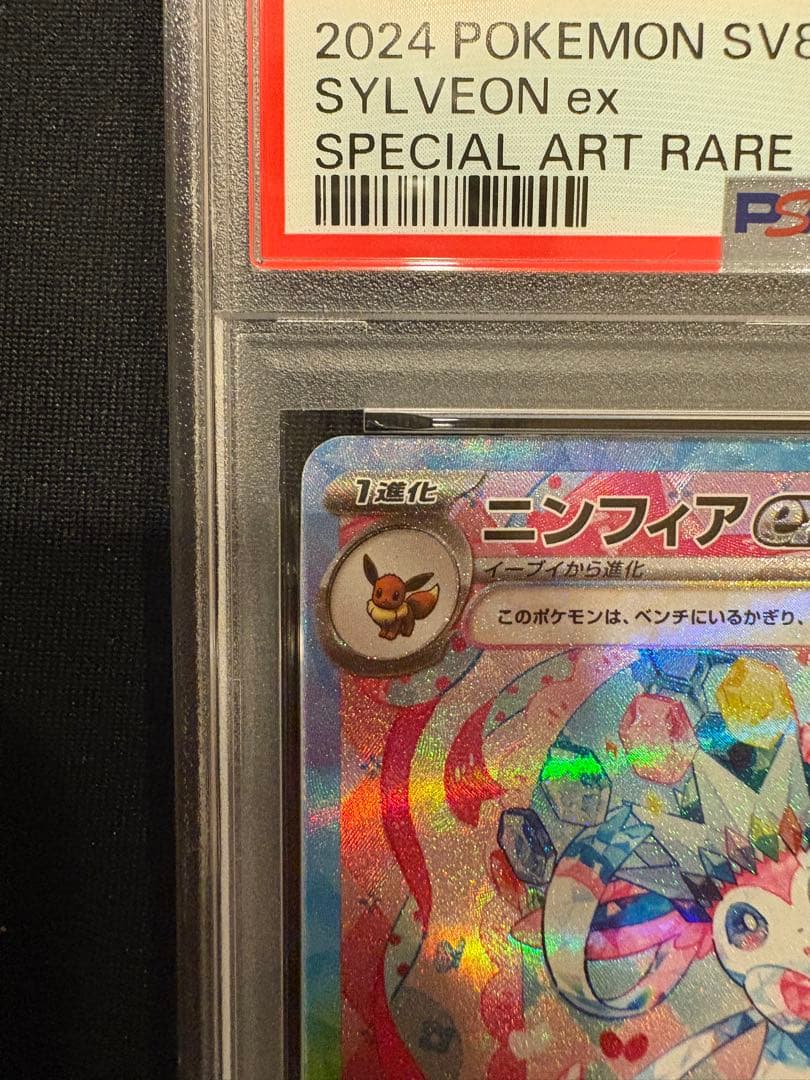 2024 POKEMON SV8
SYLVEON ex
SPECIAL ART RARE
PS
1進化
ニンフィア ex
イーブイから進化
このポケモンは、ベンチにいるかぎり、